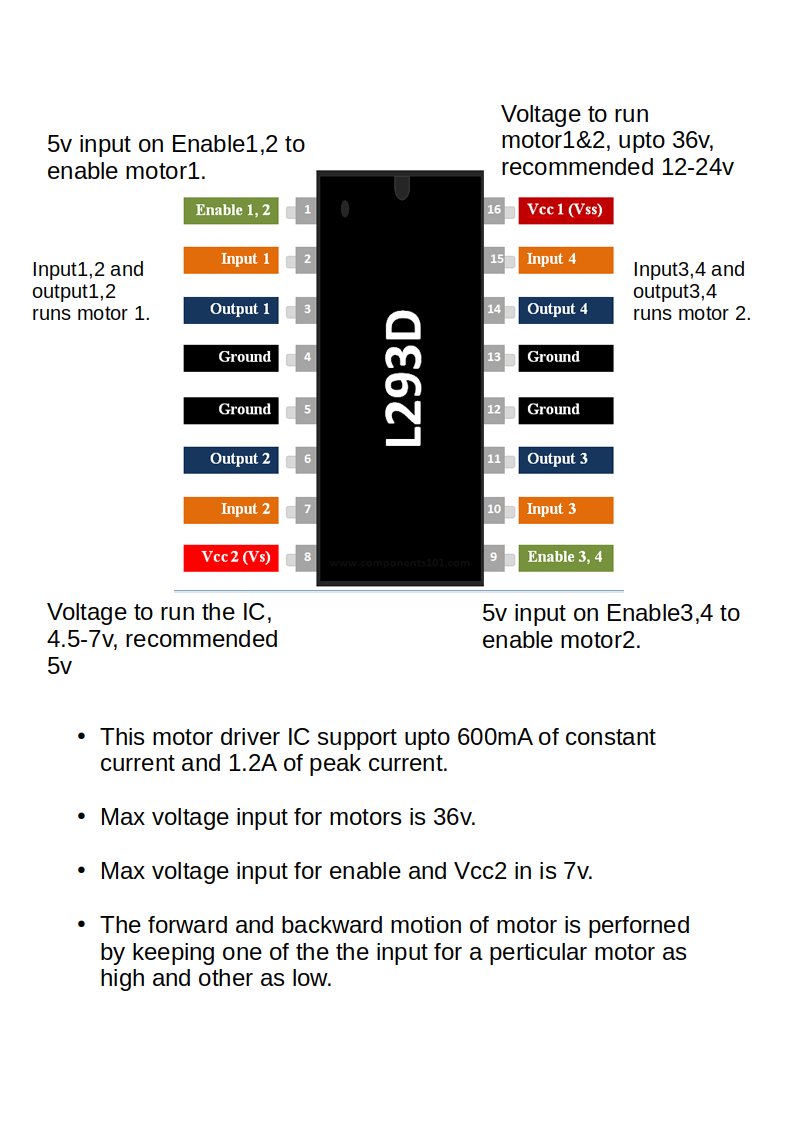 Voltage to run
motor1&2, upto 36v,
recommended 12-24v
5v input on Enable1,2 to
enable motor1.
Enable 1, 2 1 16 Vcc 1 (Vss)
Input 1 2 15 Input 4
Input1,2 and
output1,2
runs motor 1.
Input3,4 and
output3,4
runs motor 2.
Output 1 3 14 Output 4
Ground 4 13 Ground
L293D
Ground 5 12 Ground
Output 2 6 11 Output 3
Input 2 7 10 Input 3
Vcc 2 (Vs) 8 9 Enable 3, 4
www.components101.com
Voltage to run the IC,
4.5-7v, recommended
5v
5v input on Enable3,4 to
enable motor2.
• This motor driver IC support upto 600mA of constant
current and 1.2A of peak current.
• Max voltage input for motors is 36v.
• Max voltage input for enable and Vcc2 in is 7v.
• The forward and backward motion of motor is perforned
by keeping one of the the input for a perticular motor as
high and other as low.